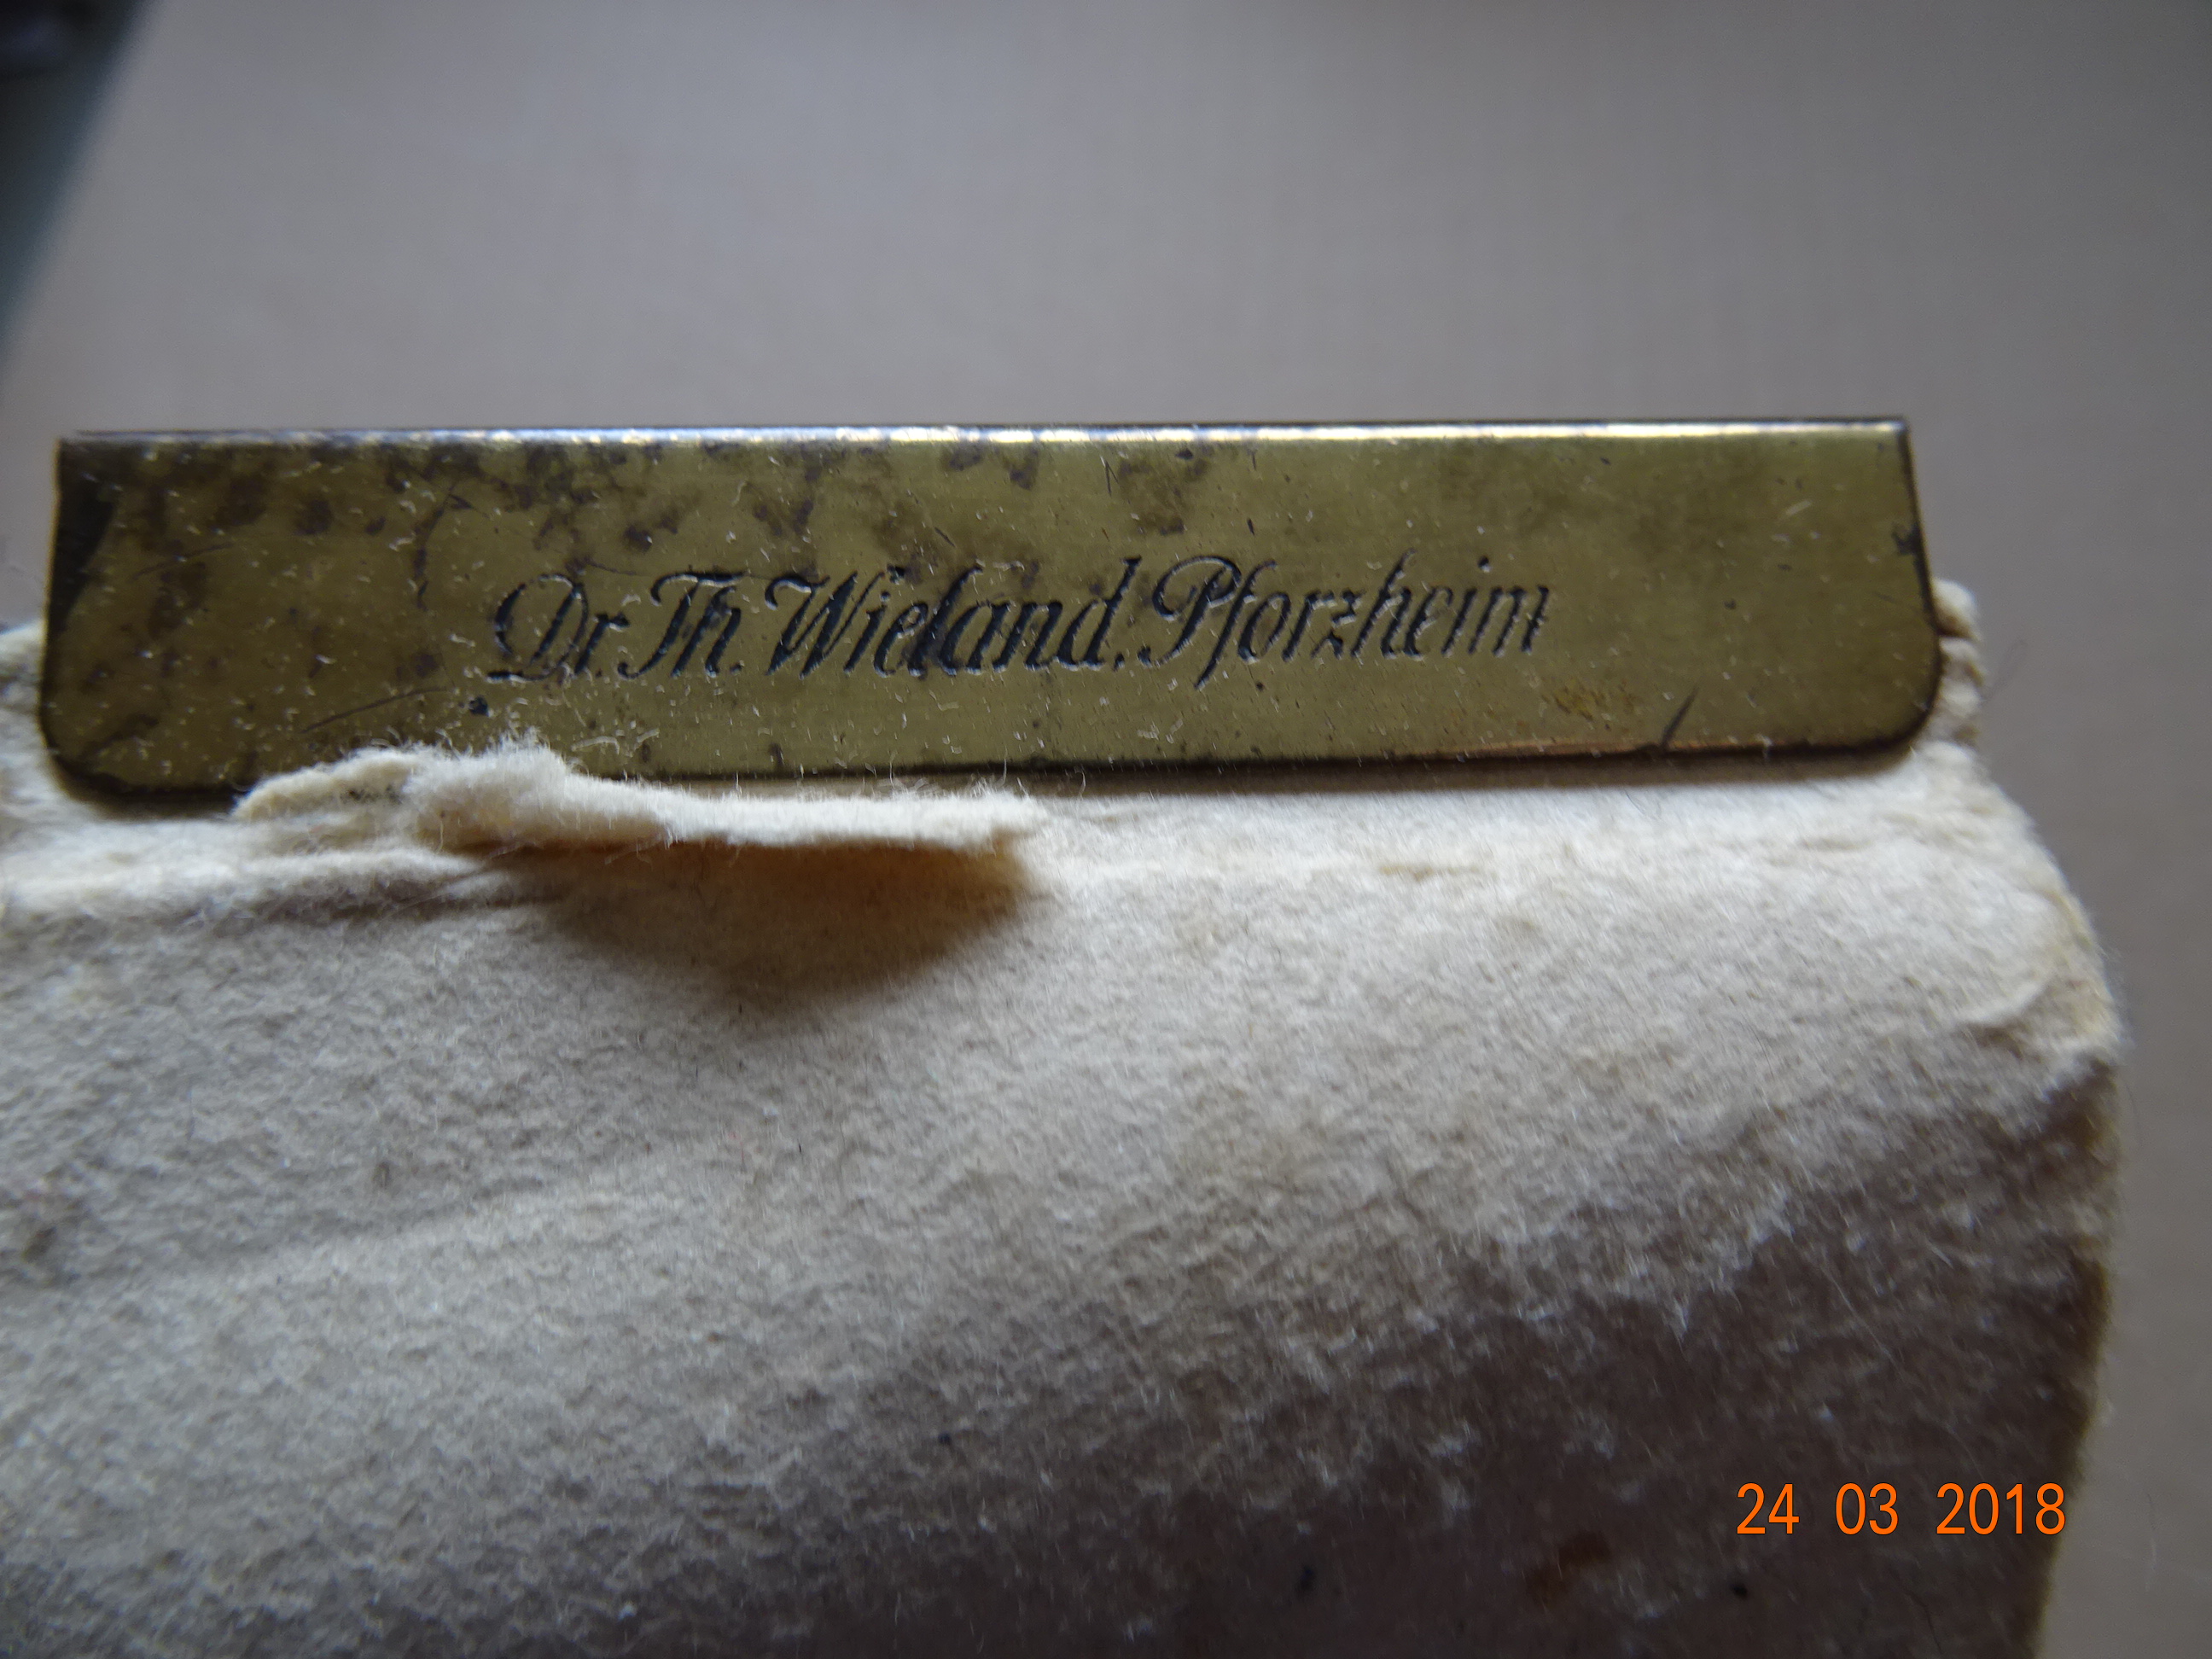 Dr. Th. Wieland, Pforzheim
24 03 2018